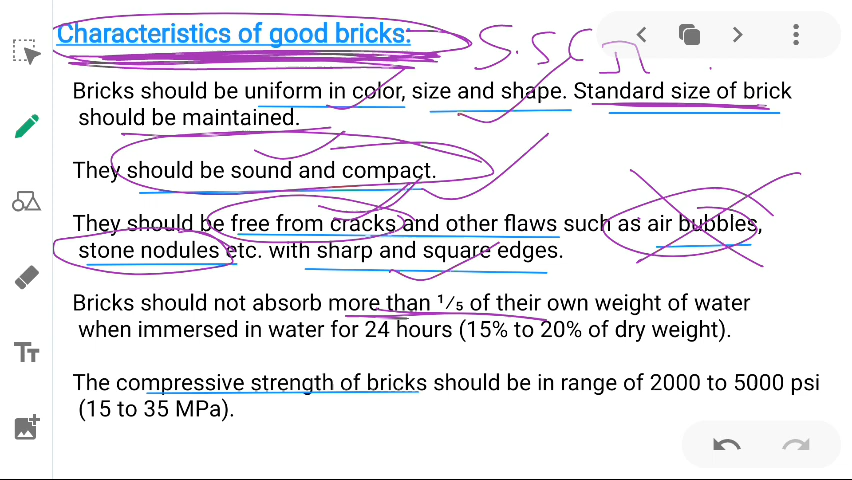 Characteristics of good bricks:
Bricks should be uniform in color, size and shape. Standard size of brick
should be maintained.
They should be sound and compact.
They should be free from cracks and other flaws such as air bubbles,
stone nodules etc. with sharp and square edges.
Bricks should not absorb more than ¹/₅ of their own weight of water
when immersed in water for 24 hours (15% to 20% of dry weight).
The compressive strength of bricks should be in range of 2000 to 5000 psi
(15 to 35 MPa).
Tт